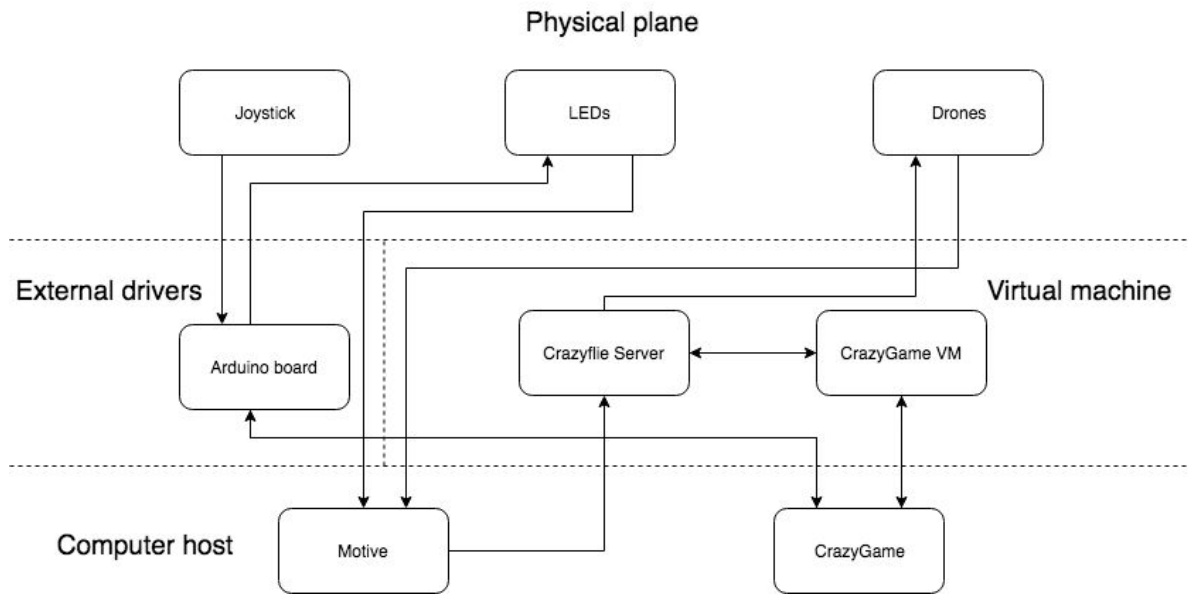 Physical plane
Joystick
LEDs
Drones
External drivers
Virtual machine
Arduino board
Crazyflie Server
CrazyGame VM
Computer host
Motive
CrazyGame